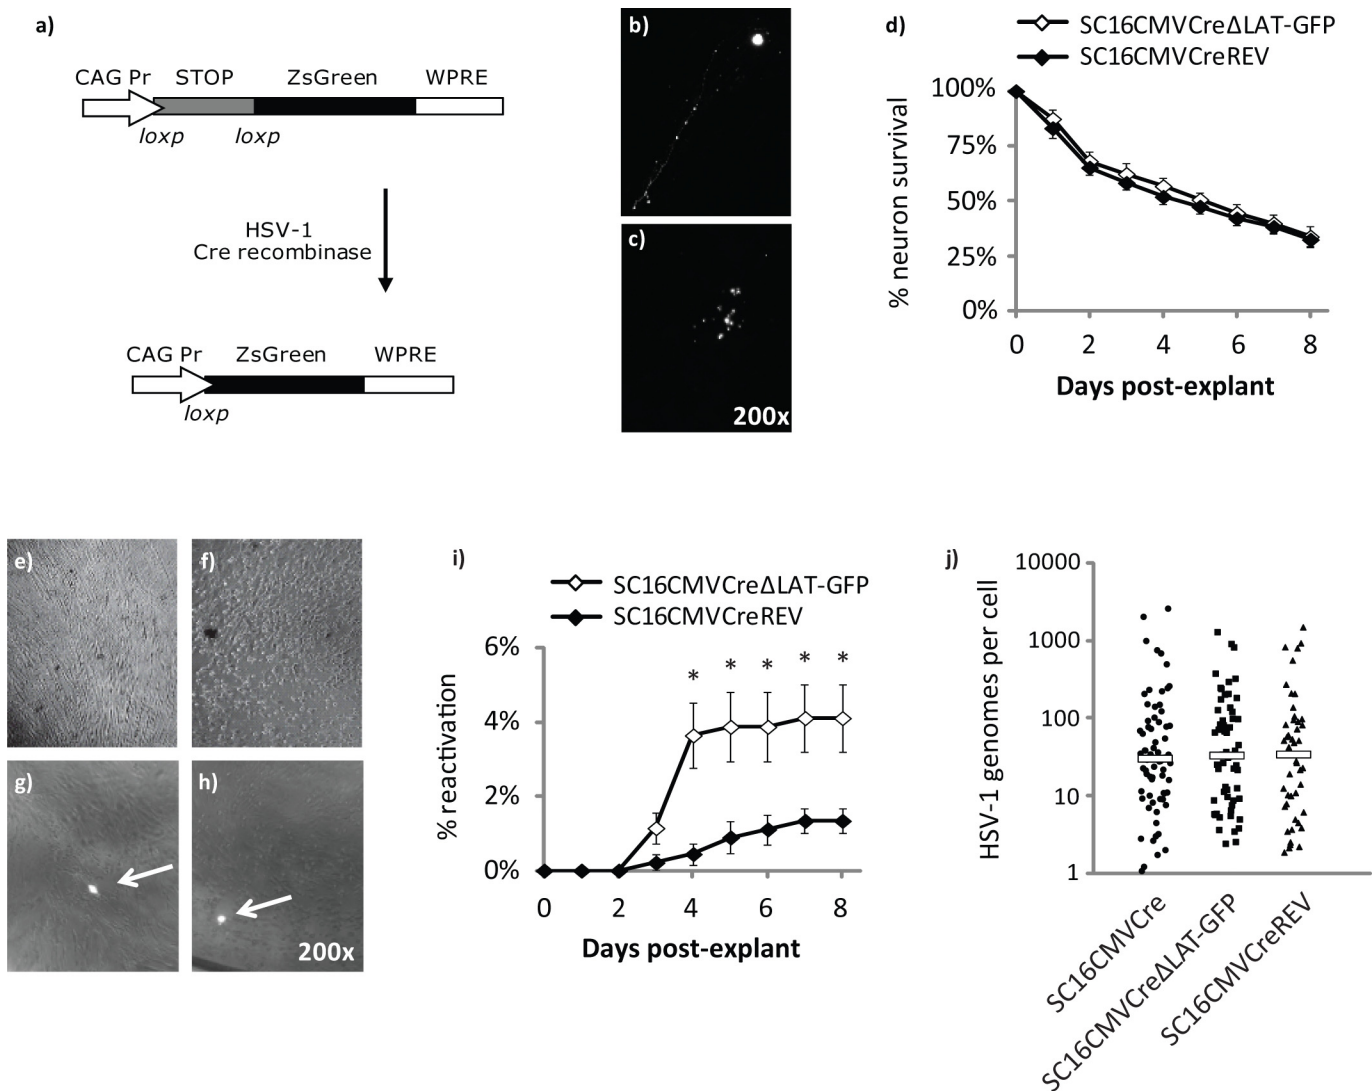 a)
CAG Pr STOP ZsGreen WPRE
loxp loxp
HSV-1
Cre recombinase
CAG Pr ZsGreen WPRE
loxp
b)
c)
200x
d)
SC16CMVCreΔLAT-GFP
SC16CMVCreREV
% neuron survival
100%
75%
50%
25%
0%
0 2 4 6 8
Days post-explant
e)
f)
g)
h)
200x
i)
SC16CMVCreΔLAT-GFP
SC16CMVCreREV
% reactivation
6%
4%
2%
0%
* * * * *
0 2 4 6 8
Days post-explant
j)
HSV-1 genomes per cell
10000
1000
100
10
1
SC16CMVCre
SC16CMVCreΔLAT-GFP
SC16CMVCreREV